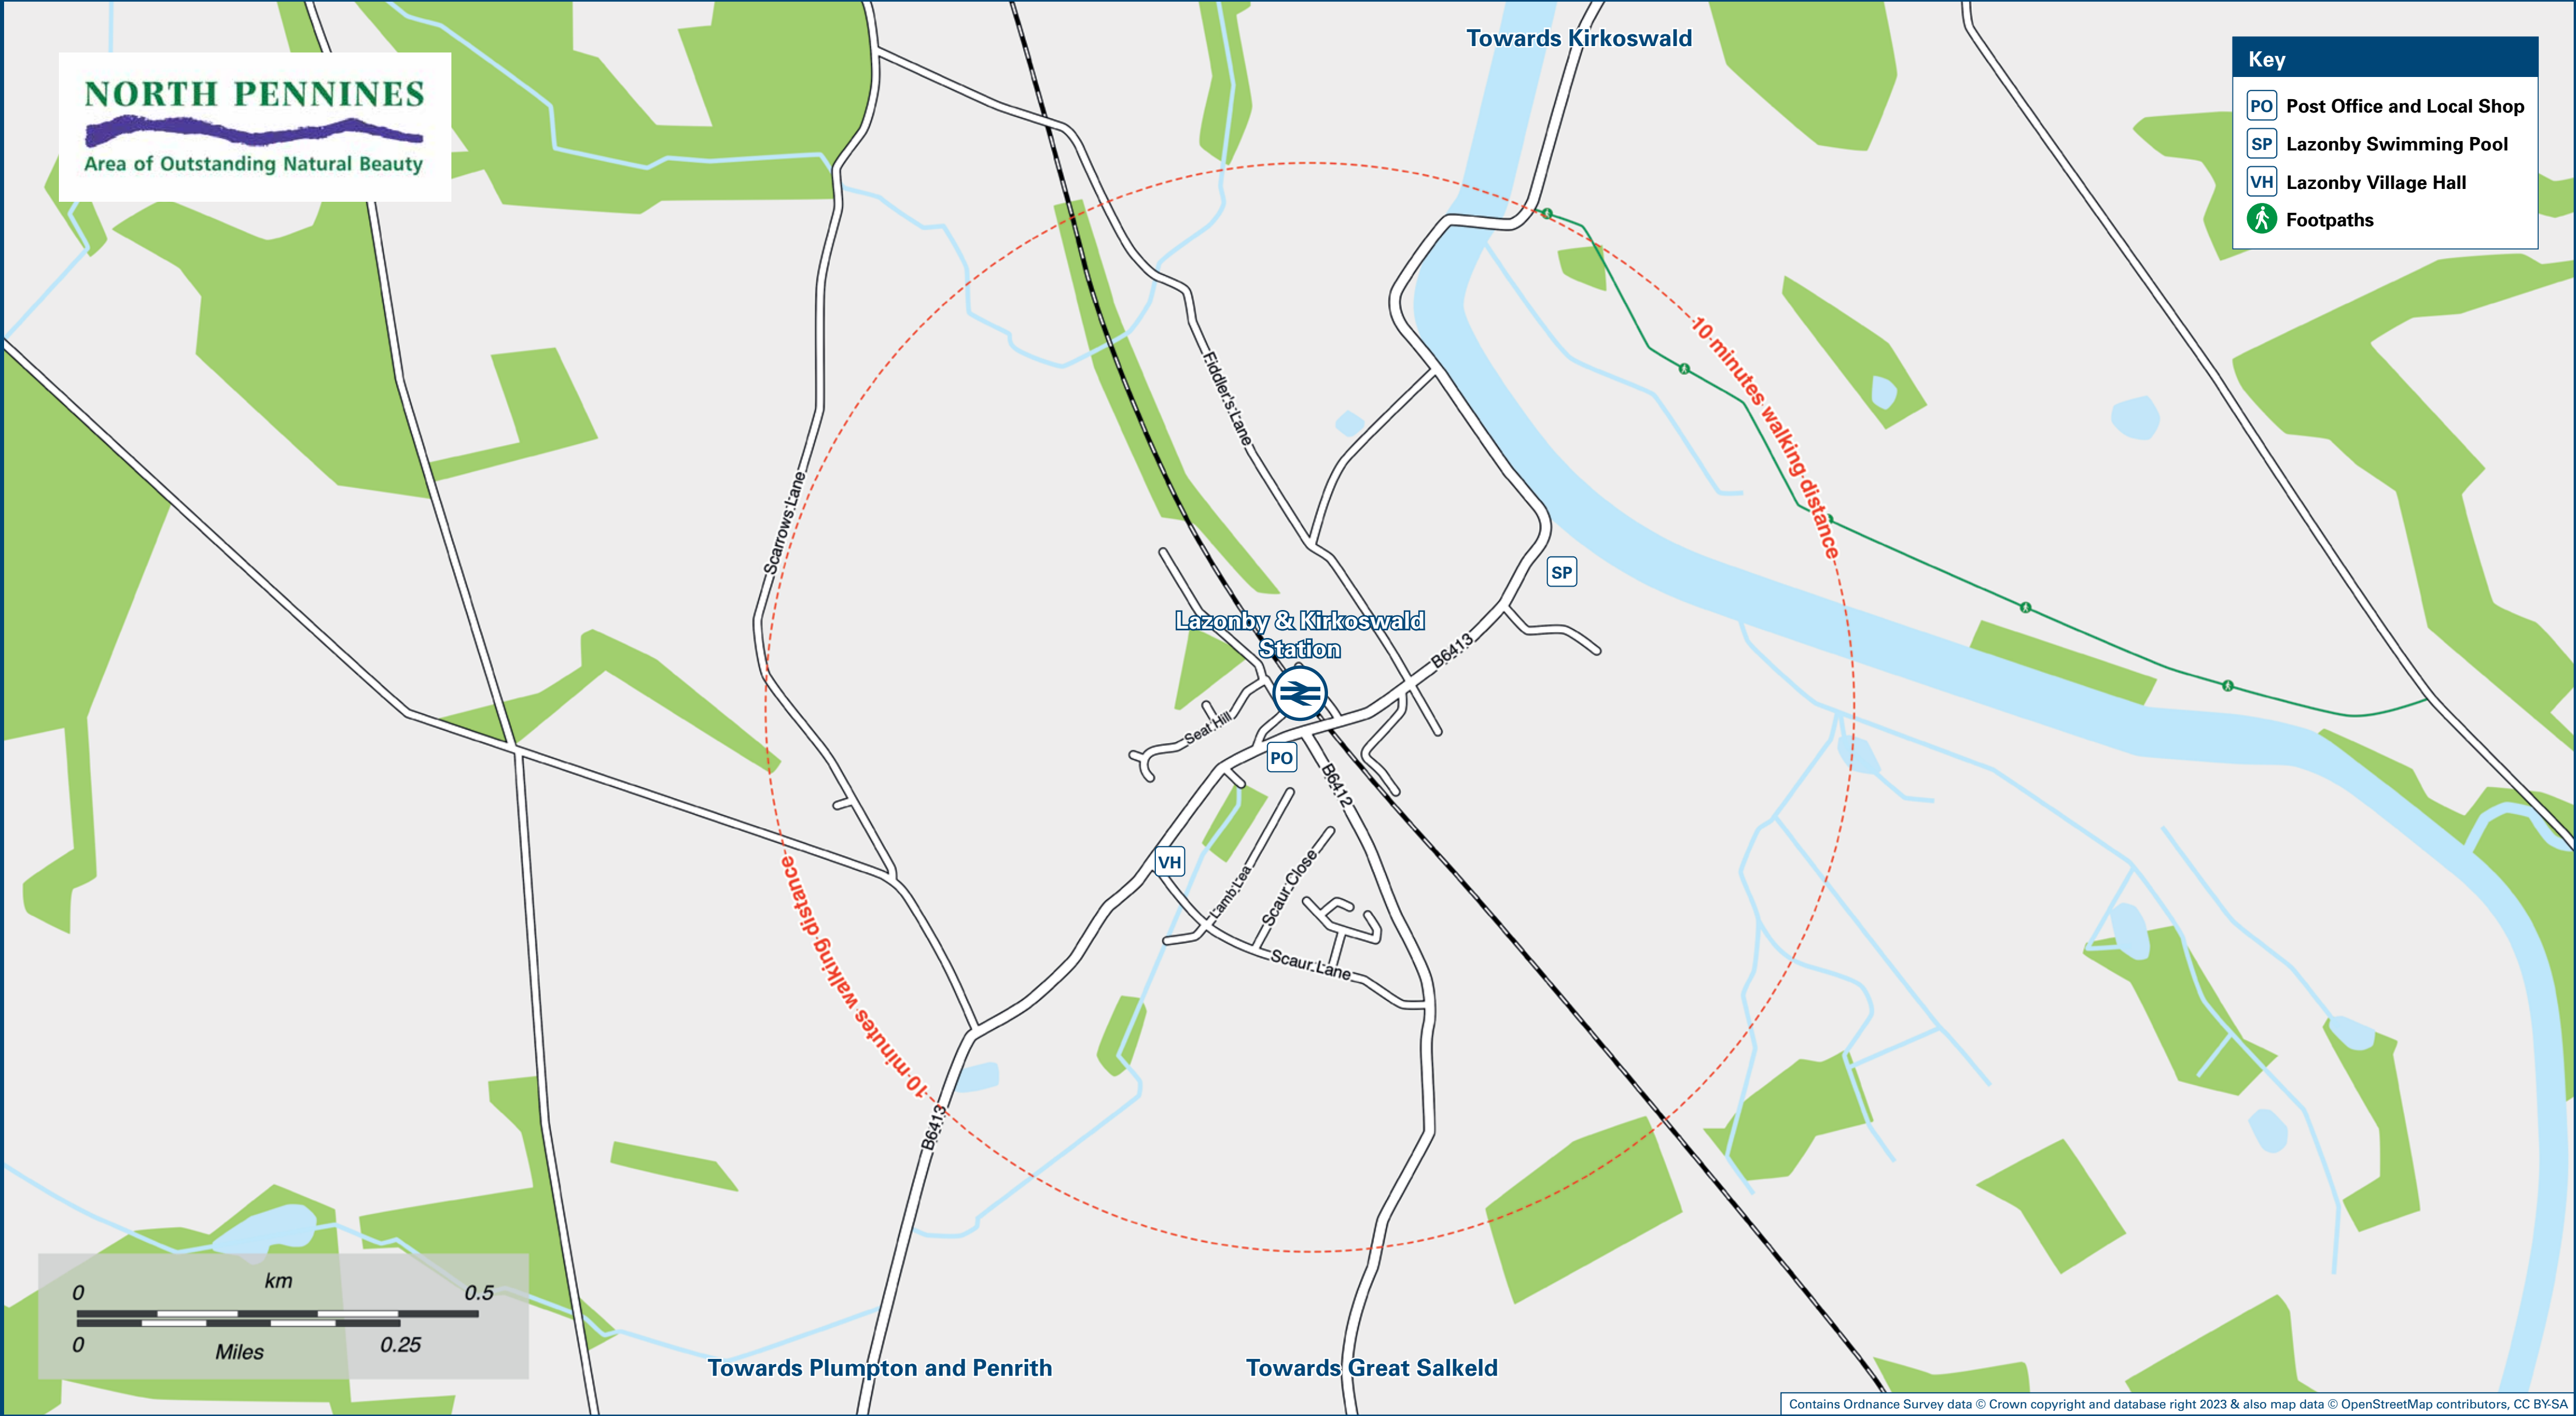 Towards Kirkoswald
NORTH PENNINES
Area of Outstanding Natural Beauty
Key
PO Post Office and Local Shop
SP Lazonby Swimming Pool
VH Lazonby Village Hall
Footpaths
10 minutes walking distance
Fiddler's Lane
Scarrows Lane
SP
Lazonby & Kirkoswald
Station
B6413
Seat Hill
PO
B6412
VH
Lamb Lea
Scaur Close
Scaur Lane
10 minutes walking distance
B6413
km
0 0.5
0 0.25
Miles
Towards Plumpton and Penrith
Towards Great Salkeld
Contains Ordnance Survey data © Crown copyright and database right 2023 & also map data © OpenStreetMap contributors, CC BY-SA